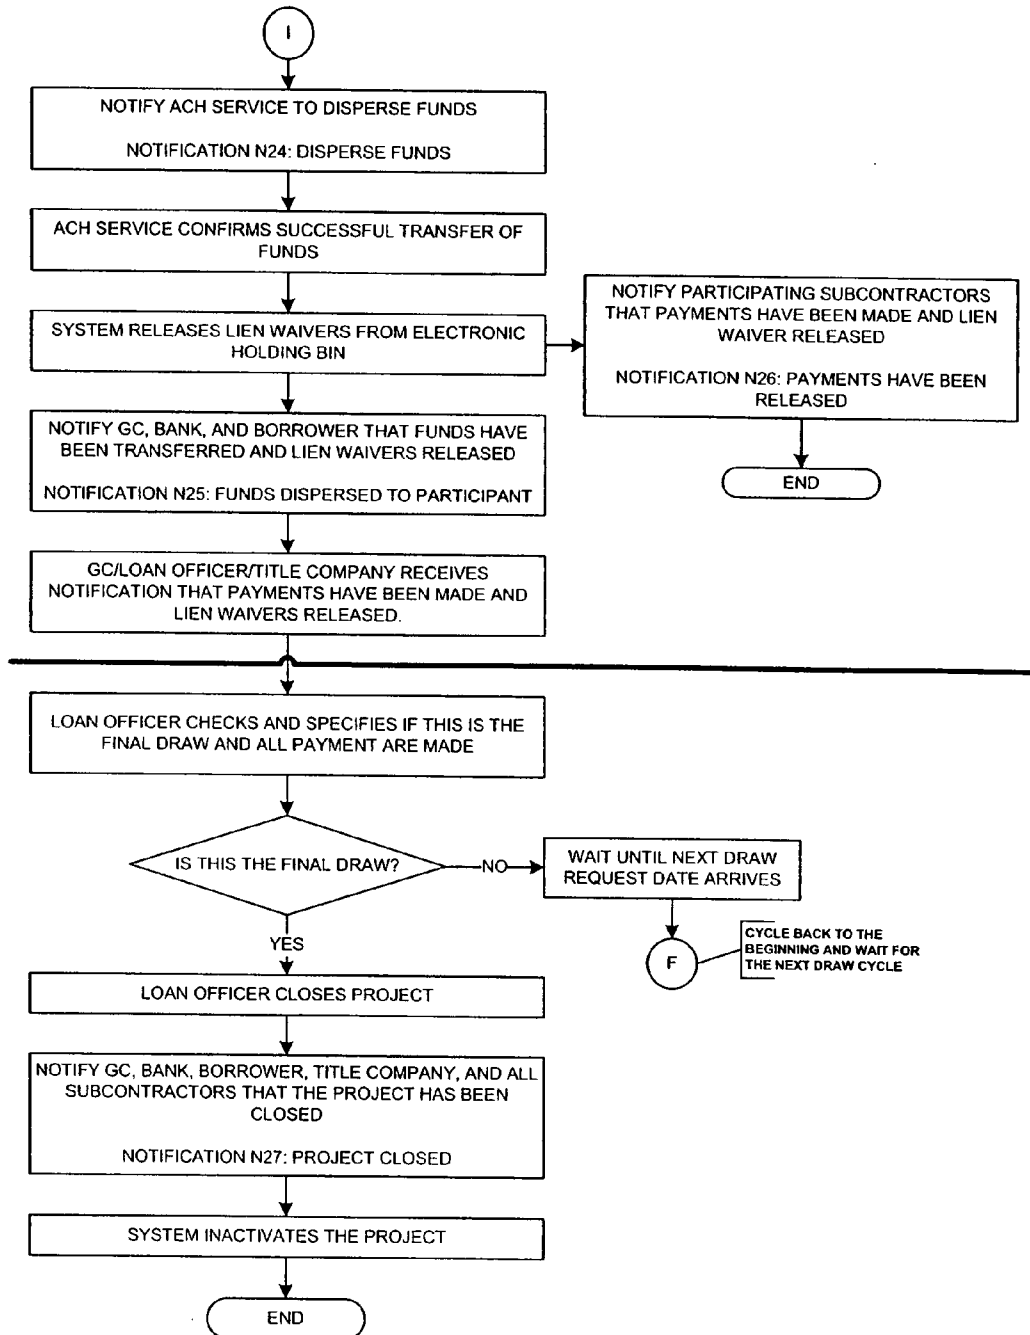 I
NOTIFY ACH SERVICE TO DISPERSE FUNDS
NOTIFICATION N24: DISPERSE FUNDS
ACH SERVICE CONFIRMS SUCCESSFUL TRANSFER OF
FUNDS
SYSTEM RELEASES LIEN WAIVERS FROM ELECTRONIC
HOLDING BIN
NOTIFY PARTICIPATING SUBCONTRACTORS
THAT PAYMENTS HAVE BEEN MADE AND LIEN
WAIVER RELEASED
NOTIFICATION N26: PAYMENTS HAVE BEEN
RELEASED
END
NOTIFY GC, BANK, AND BORROWER THAT FUNDS HAVE
BEEN TRANSFERRED AND LIEN WAIVERS RELEASED
NOTIFICATION N25: FUNDS DISPERSED TO PARTICIPANT
GC/LOAN OFFICER/TITLE COMPANY RECEIVES
NOTIFICATION THAT PAYMENTS HAVE BEEN MADE AND
LIEN WAIVERS RELEASED.
LOAN OFFICER CHECKS AND SPECIFIES IF THIS IS THE
FINAL DRAW AND ALL PAYMENT ARE MADE
IS THIS THE FINAL DRAW?
NO
WAIT UNTIL NEXT DRAW
REQUEST DATE ARRIVES
F
CYCLE BACK TO THE
BEGINNING AND WAIT FOR
THE NEXT DRAW CYCLE
YES
LOAN OFFICER CLOSES PROJECT
NOTIFY GC, BANK, BORROWER, TITLE COMPANY, AND ALL
SUBCONTRACTORS THAT THE PROJECT HAS BEEN
CLOSED
NOTIFICATION N27: PROJECT CLOSED
SYSTEM INACTIVATES THE PROJECT
END